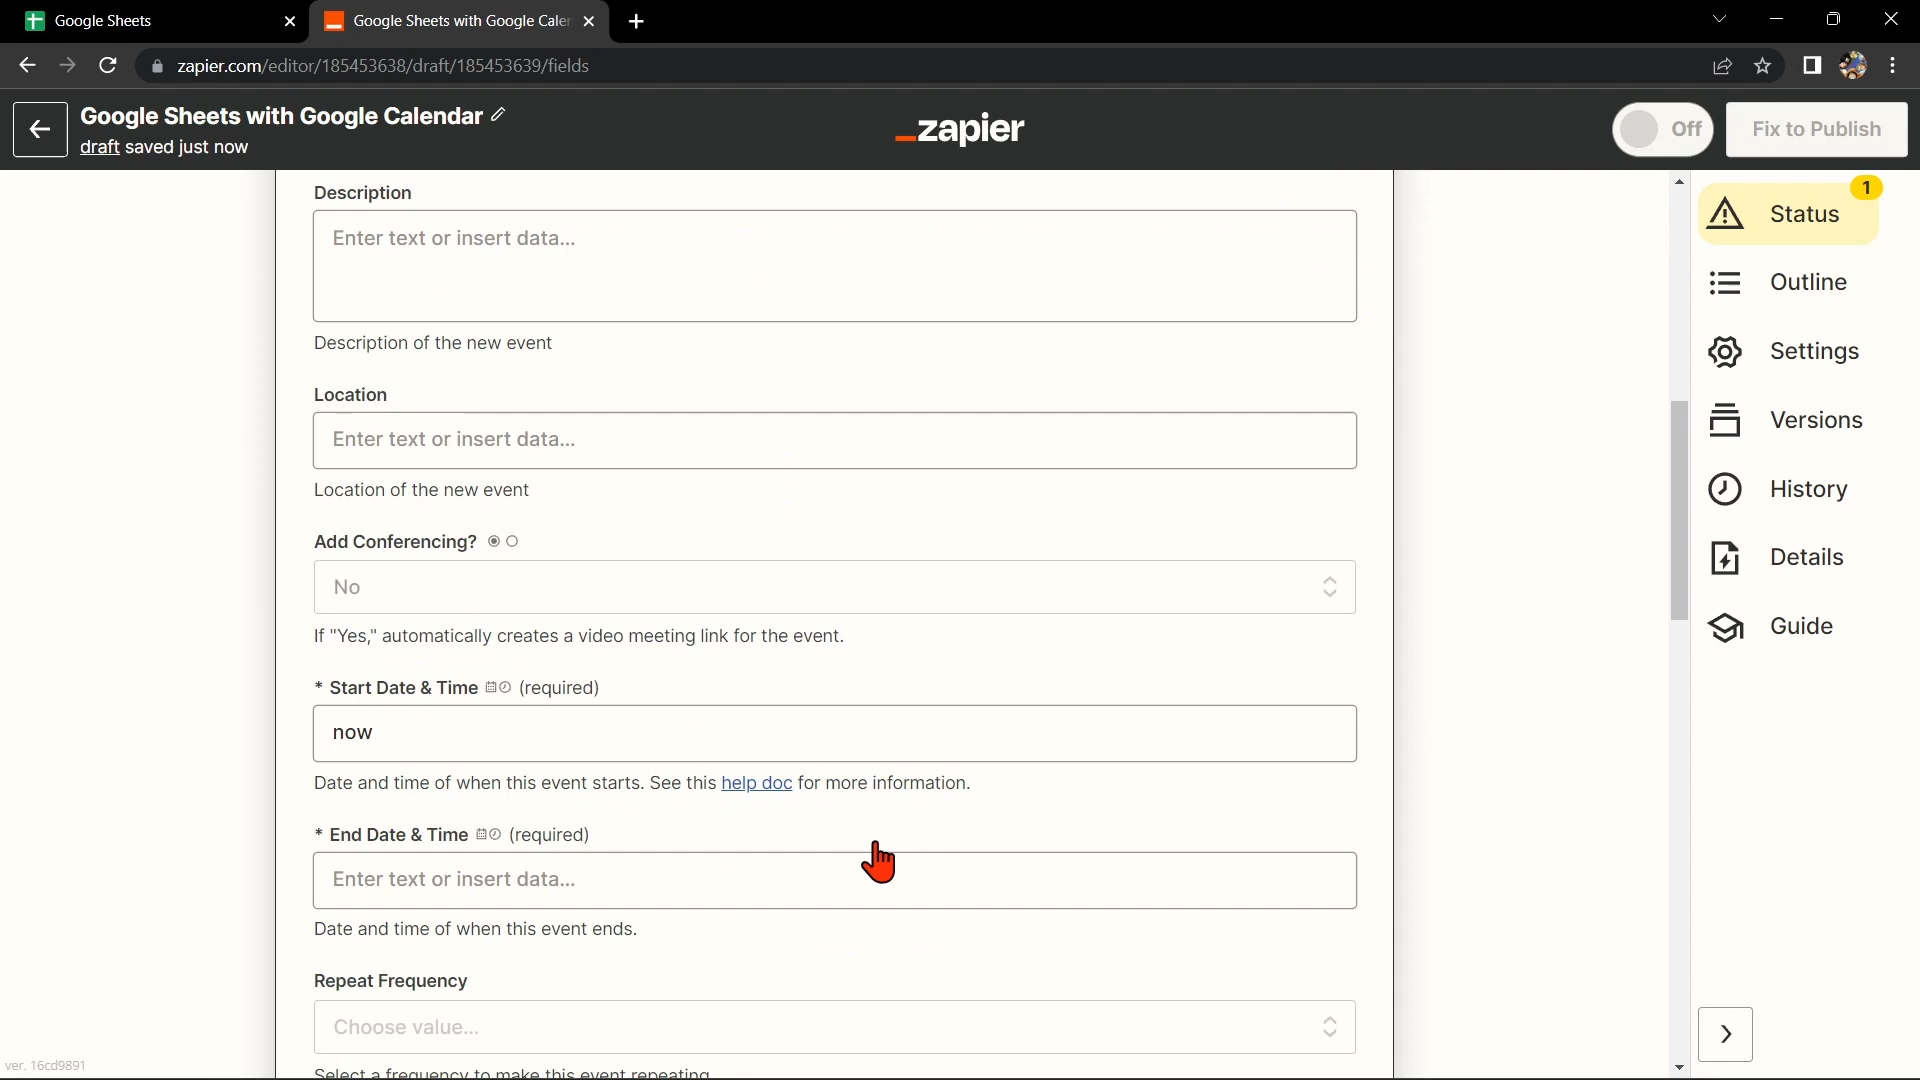 Google Sheets
Google Sheets with Google Caler
zapier.com/editor/185453638/draft/185453639/fields
Google Sheets with Google Calendar
draft saved just now
_zapier
Off
Fix to Publish
Description
Enter text or insert data...
Description of the new event
Location
Enter text or insert data...
Location of the new event
Add Conferencing?
No
If "Yes," automatically creates a video meeting link for the event.
* Start Date & Time (required)
now
Date and time of when this event starts. See this help doc for more information.
* End Date & Time (required)
Enter text or insert data...
Date and time of when this event ends.
Repeat Frequency
Choose value...
Select a frequency to make this event repeating
1
Status
Outline
Settings
Versions
History
Details
Guide
ver. 16cd9891